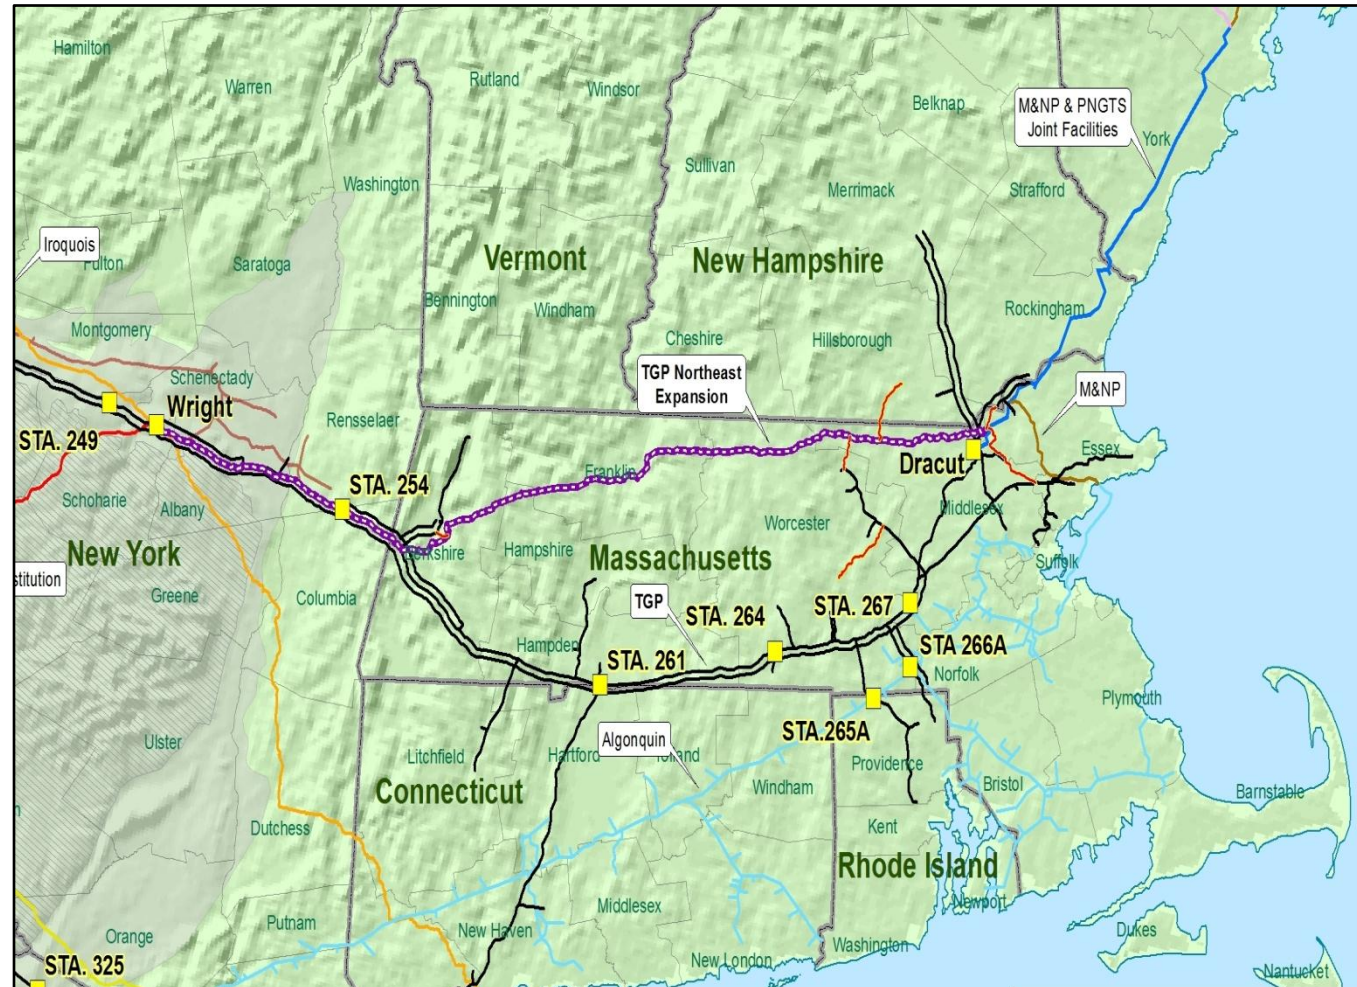 Hamilton
Warren
Rutland
Windsor
Belknap
M&NP & PNGTS
Joint Facilities
York
Washington
Sullivan
Merrimack
Strafford
Iroquois
Fulton
Saratoga
Vermont
New Hampshire
Bennington
Windham
Rockingham
Montgomery
Cheshire
Hillsborough
Schenectady
TGP Northeast
Expansion
M&NP
Wright
Rensselaer
STA. 249
Essex
Dracut
Franklin
STA. 254
Schoharie
Albany
Middlesex
Worcester
New York
Berkshire
Hampshire
Massachusetts
Suffolk
stitution
Greene
Columbia
TGP
STA. 264
STA. 267
Hampden
STA. 261
STA 266A
Norfolk
Plymouth
STA.265A
Ulster
Algonquin
Litchfield
Hartford
olland
Providence
Bristol
Windham
Connecticut
Barnstable
Dutchess
Kent
Rhode Island
Newport
Middlesex
Putnam
New Haven
Orange
Washington
Dukes
New London
STA. 325
Nantucket